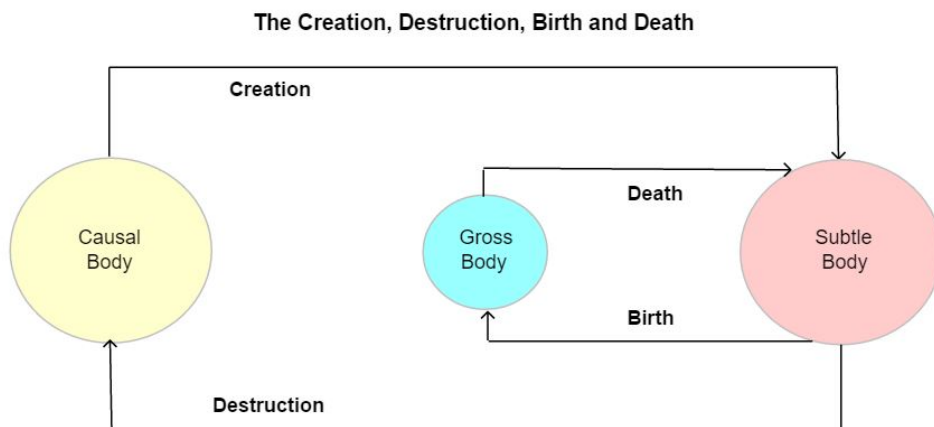 The Creation, Destruction, Birth and Death
Creation
Death
Causal
Body
Gross
Body
Subtle
Body
Birth
Destruction